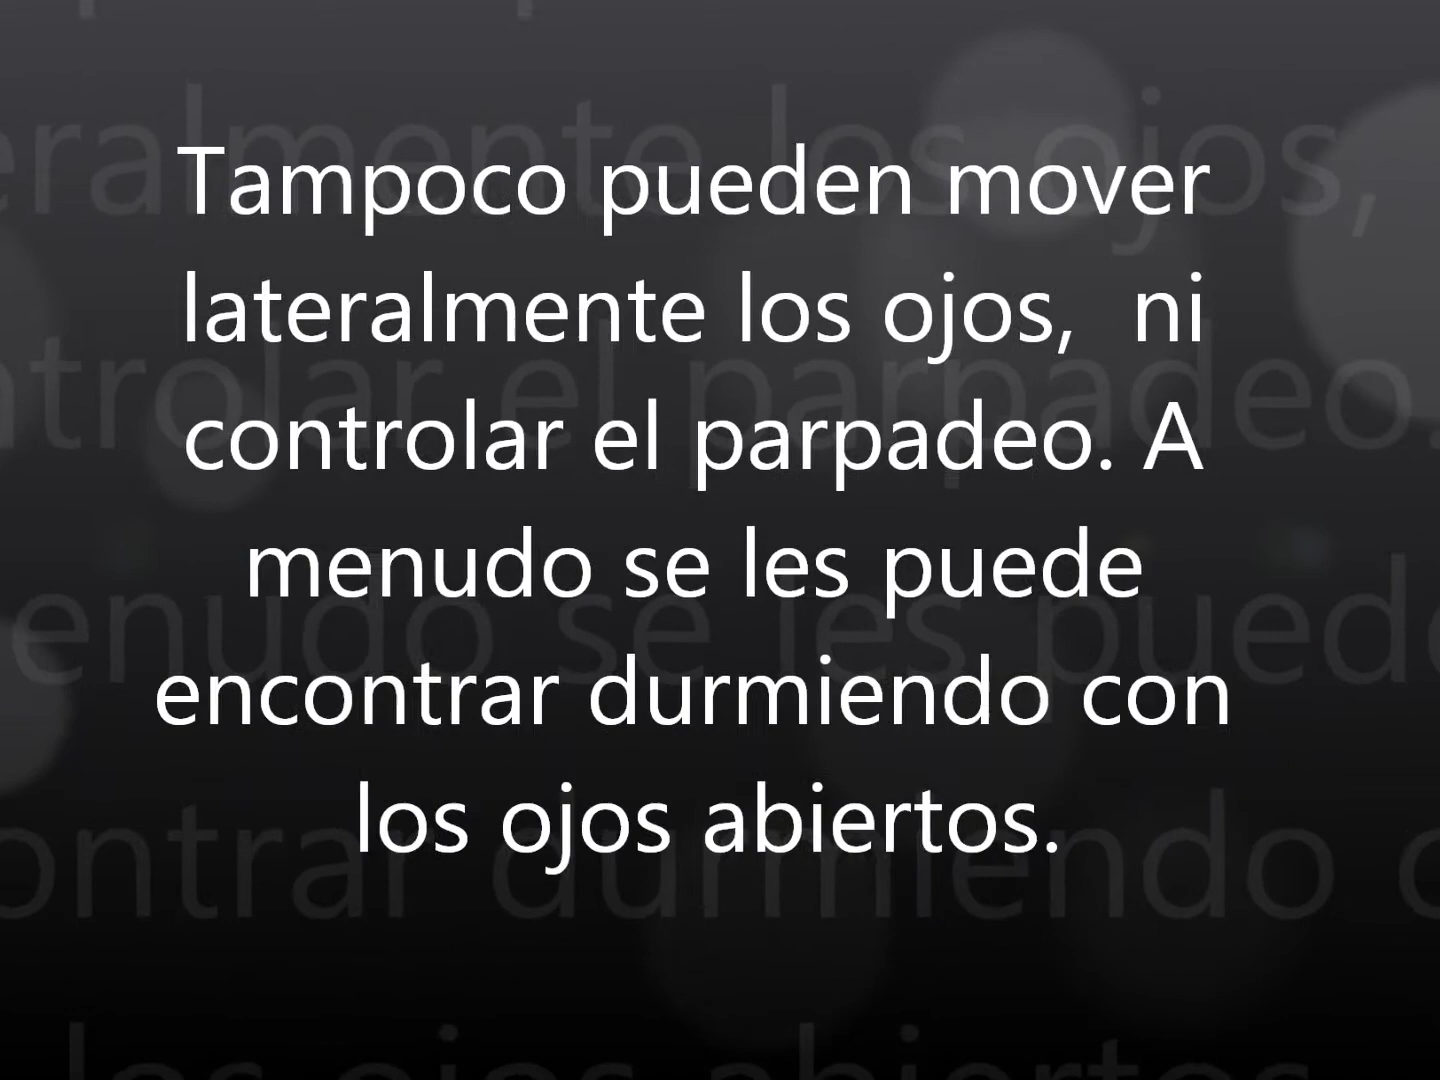 Tampoco pueden mover
lateralmente los ojos,  ni
controlar el parpadeo. A
menudo se les puede
encontrar durmiendo con
los ojos abiertos.